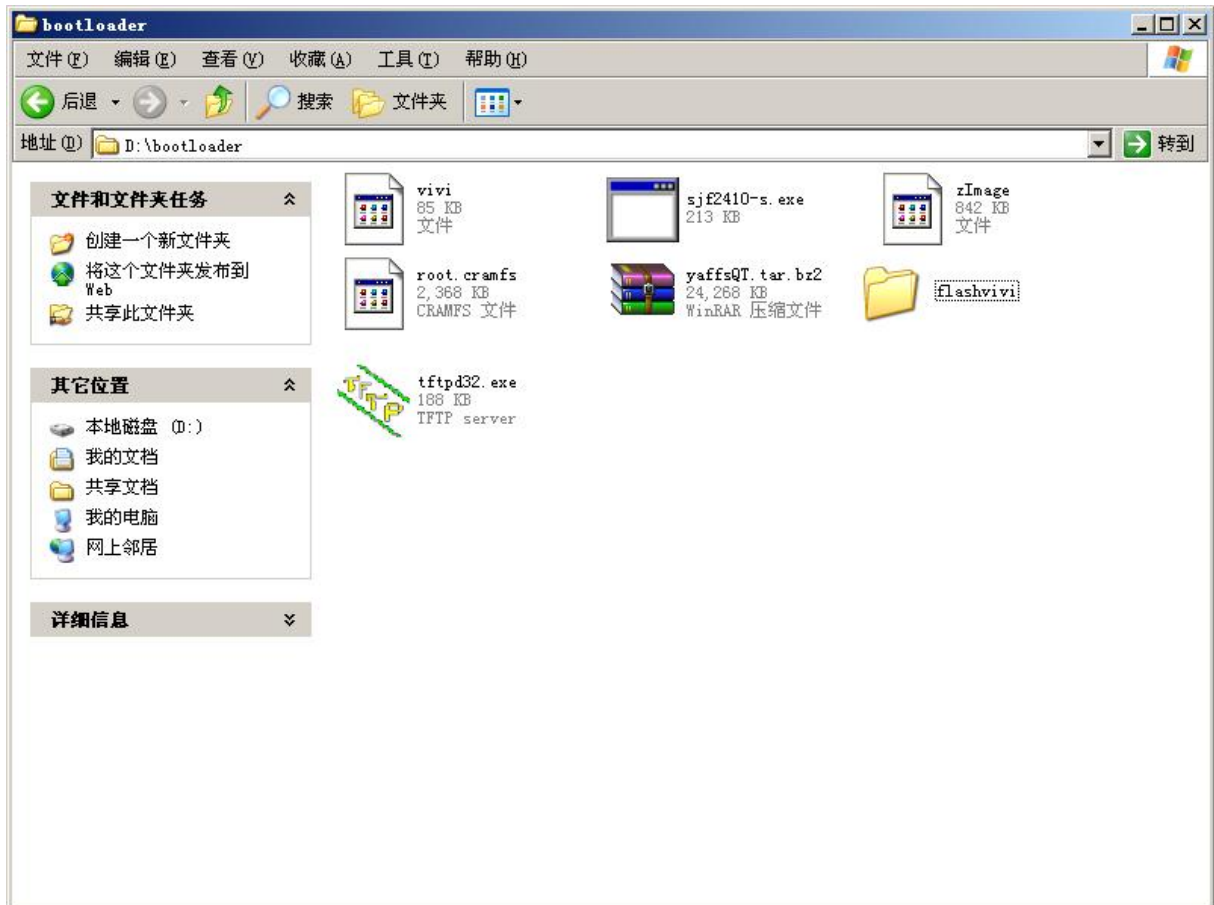 bootloader
文件(F) 编辑(E) 查看(V) 收藏(A) 工具(T) 帮助(H)
后退 搜索 文件夹
地址(D) D:\bootloader 转到
文件和文件夹任务
创建一个新文件夹
将这个文件夹发布到
Web
共享此文件夹
其它位置
本地磁盘 (D:)
我的文档
共享文档
我的电脑
网上邻居
详细信息
vivi
85 KB
文件
sjf2410-s.exe
213 KB
zImage
842 KB
文件
root.cramfs
2,368 KB
CRAMFS 文件
yaffsQT.tar.bz2
24,268 KB
WinRAR 压缩文件
flashvivi
TFTP
tftpd32.exe
188 KB
TFTP server